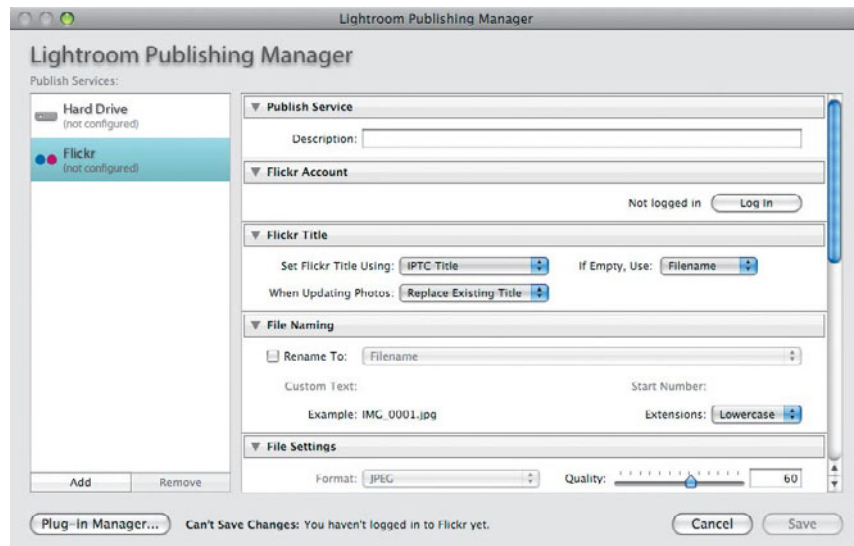 Lightroom Publishing Manager
Lightroom Publishing Manager
Publish Services:
Hard Drive
(not configured)
Flickr
(not configured)
Add Remove
Publish Service
Description:
Flickr Account
Not logged in Log In
Flickr Title
Set Flickr Title Using: IPTC Title If Empty, Use: Filename
When Updating Photos: Replace Existing Title
File Naming
Rename To: Filename
Custom Text: Start Number:
Example: IMG_0001.jpg Extensions: Lowercase
File Settings
Format: JPEG Quality: 60
Plug-in Manager... Can't Save Changes: You haven't logged in to Flickr yet. Cancel Save